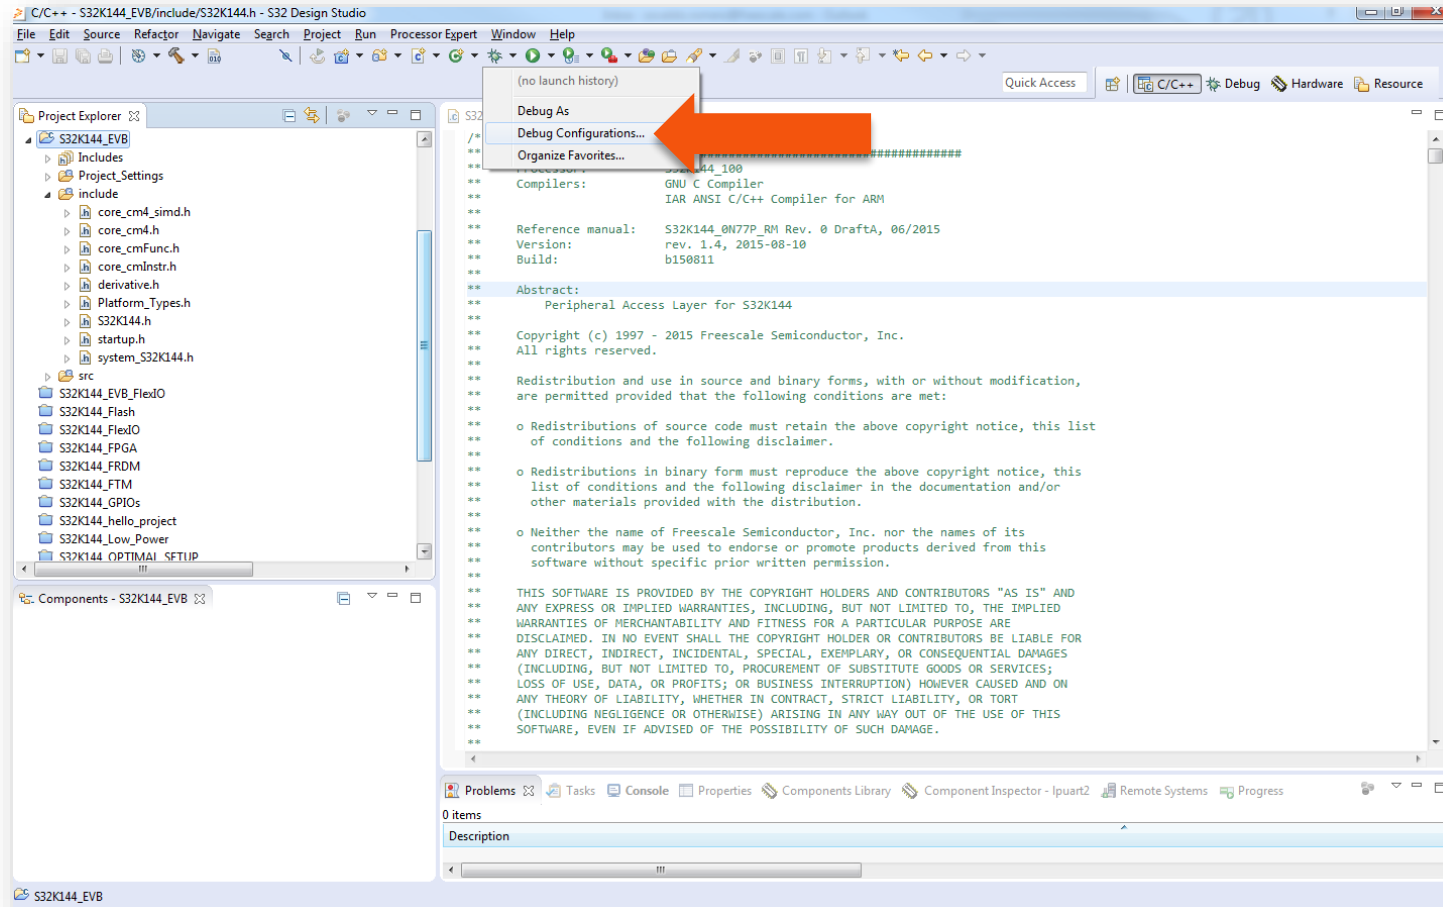 C/C++ - S32K144_EVB/include/S32K144.h - S32 Design Studio
File Edit Source Refactor Navigate Search Project Run Processor Expert Window Help
(no launch history)
Debug As
Debug Configurations...
Organize Favorites...
Quick Access
C/C++
Debug
Hardware
Resource
Project Explorer
S32K144_EVB
Includes
Project_Settings
include
core_cm4_simd.h
core_cm4.h
core_cmFunc.h
core_cmInstr.h
derivative.h
Platform_Types.h
S32K144.h
startup.h
system_S32K144.h
src
S32K144_EVB_FlexIO
S32K144_Flash
S32K144_FlexIO
S32K144_FPGA
S32K144_FRDM
S32K144_FTM
S32K144_GPIOs
S32K144_hello_project
S32K144_Low_Power
S32K144_OPTIMAL_SETUP
Components - S32K144_EVB
S32
/*
** ######################################
** Processor: S32K144_100
** Compilers: GNU C Compiler
** IAR ANSI C/C++ Compiler for ARM
**
** Reference manual: S32K144_0N77P_RM Rev. 0 DraftA, 06/2015
** Version: rev. 1.4, 2015-08-10
** Build: b150811
**
** Abstract:
** Peripheral Access Layer for S32K144
**
** Copyright (c) 1997 - 2015 Freescale Semiconductor, Inc.
** All rights reserved.
**
** Redistribution and use in source and binary forms, with or without modification,
** are permitted provided that the following conditions are met:
**
** o Redistributions of source code must retain the above copyright notice, this list
** of conditions and the following disclaimer.
**
** o Redistributions in binary form must reproduce the above copyright notice, this
** list of conditions and the following disclaimer in the documentation and/or
** other materials provided with the distribution.
**
** o Neither the name of Freescale Semiconductor, Inc. nor the names of its
** contributors may be used to endorse or promote products derived from this
** software without specific prior written permission.
**
** THIS SOFTWARE IS PROVIDED BY THE COPYRIGHT HOLDERS AND CONTRIBUTORS "AS IS" AND
** ANY EXPRESS OR IMPLIED WARRANTIES, INCLUDING, BUT NOT LIMITED TO, THE IMPLIED
** WARRANTIES OF MERCHANTABILITY AND FITNESS FOR A PARTICULAR PURPOSE ARE
** DISCLAIMED. IN NO EVENT SHALL THE COPYRIGHT HOLDER OR CONTRIBUTORS BE LIABLE FOR
** ANY DIRECT, INDIRECT, INCIDENTAL, SPECIAL, EXEMPLARY, OR CONSEQUENTIAL DAMAGES
** (INCLUDING, BUT NOT LIMITED TO, PROCUREMENT OF SUBSTITUTE GOODS OR SERVICES;
** LOSS OF USE, DATA, OR PROFITS; OR BUSINESS INTERRUPTION) HOWEVER CAUSED AND ON
** ANY THEORY OF LIABILITY, WHETHER IN CONTRACT, STRICT LIABILITY, OR TORT
** (INCLUDING NEGLIGENCE OR OTHERWISE) ARISING IN ANY WAY OUT OF THE USE OF THIS
** SOFTWARE, EVEN IF ADVISED OF THE POSSIBILITY OF SUCH DAMAGE.
**
Problems Tasks Console Properties Components Library Component Inspector - lpuart2 Remote Systems Progress
0 items
Description
S32K144_EVB